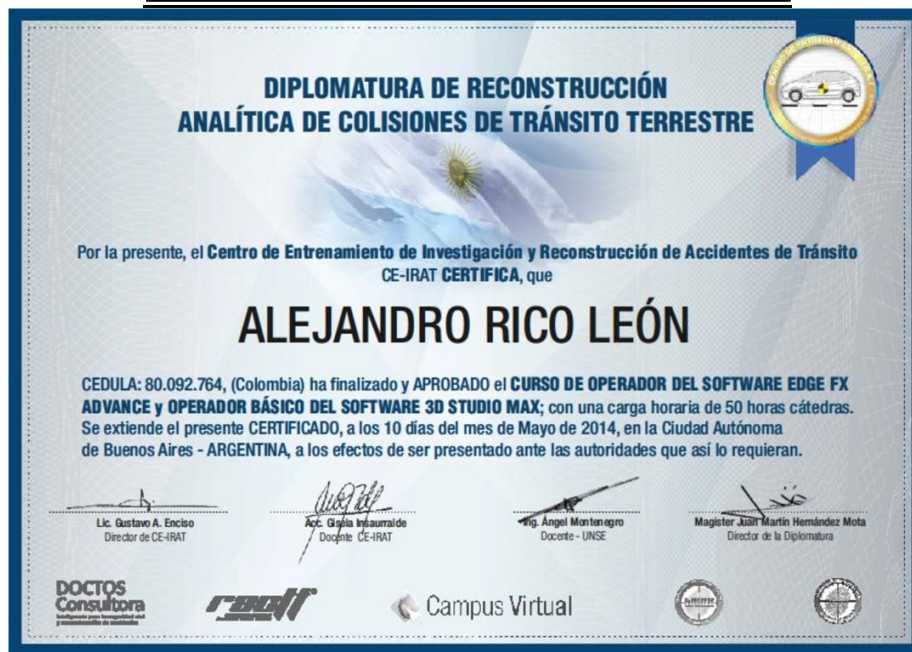 DIPLOMATURA DE RECONSTRUCCIÓN
ANALÍTICA DE COLISIONES DE TRÁNSITO TERRESTRE
Por la presente, el Centro de Entrenamiento de Investigación y Reconstrucción de Accidentes de Tránsito
CE-IRAT CERTIFICA, que
ALEJANDRO RICO LEÓN
CEDULA: 80.092.764, (Colombia) ha finalizado y APROBADO el CURSO DE OPERADOR DEL SOFTWARE EDGE FX
ADVANCE y OPERADOR BÁSICO DEL SOFTWARE 3D STUDIO MAX; con una carga horaria de 50 horas cátedras.
Se extiende el presente CERTIFICADO, a los 10 días del mes de Mayo de 2014, en la Ciudad Autónoma
de Buenos Aires - ARGENTINA, a los efectos de ser presentado ante las autoridades que así lo requieran.
Lic. Gustavo A. Enciso
Director de CE-IRAT
Acc. Gisela Insaurralde
Docente CE-IRAT
Ing. Ángel Montenegro
Docente - UNSE
Magister Juan Martín Hernández Mota
Director de la Diplomatura
DOCTOS
Consultora
Campus Virtual